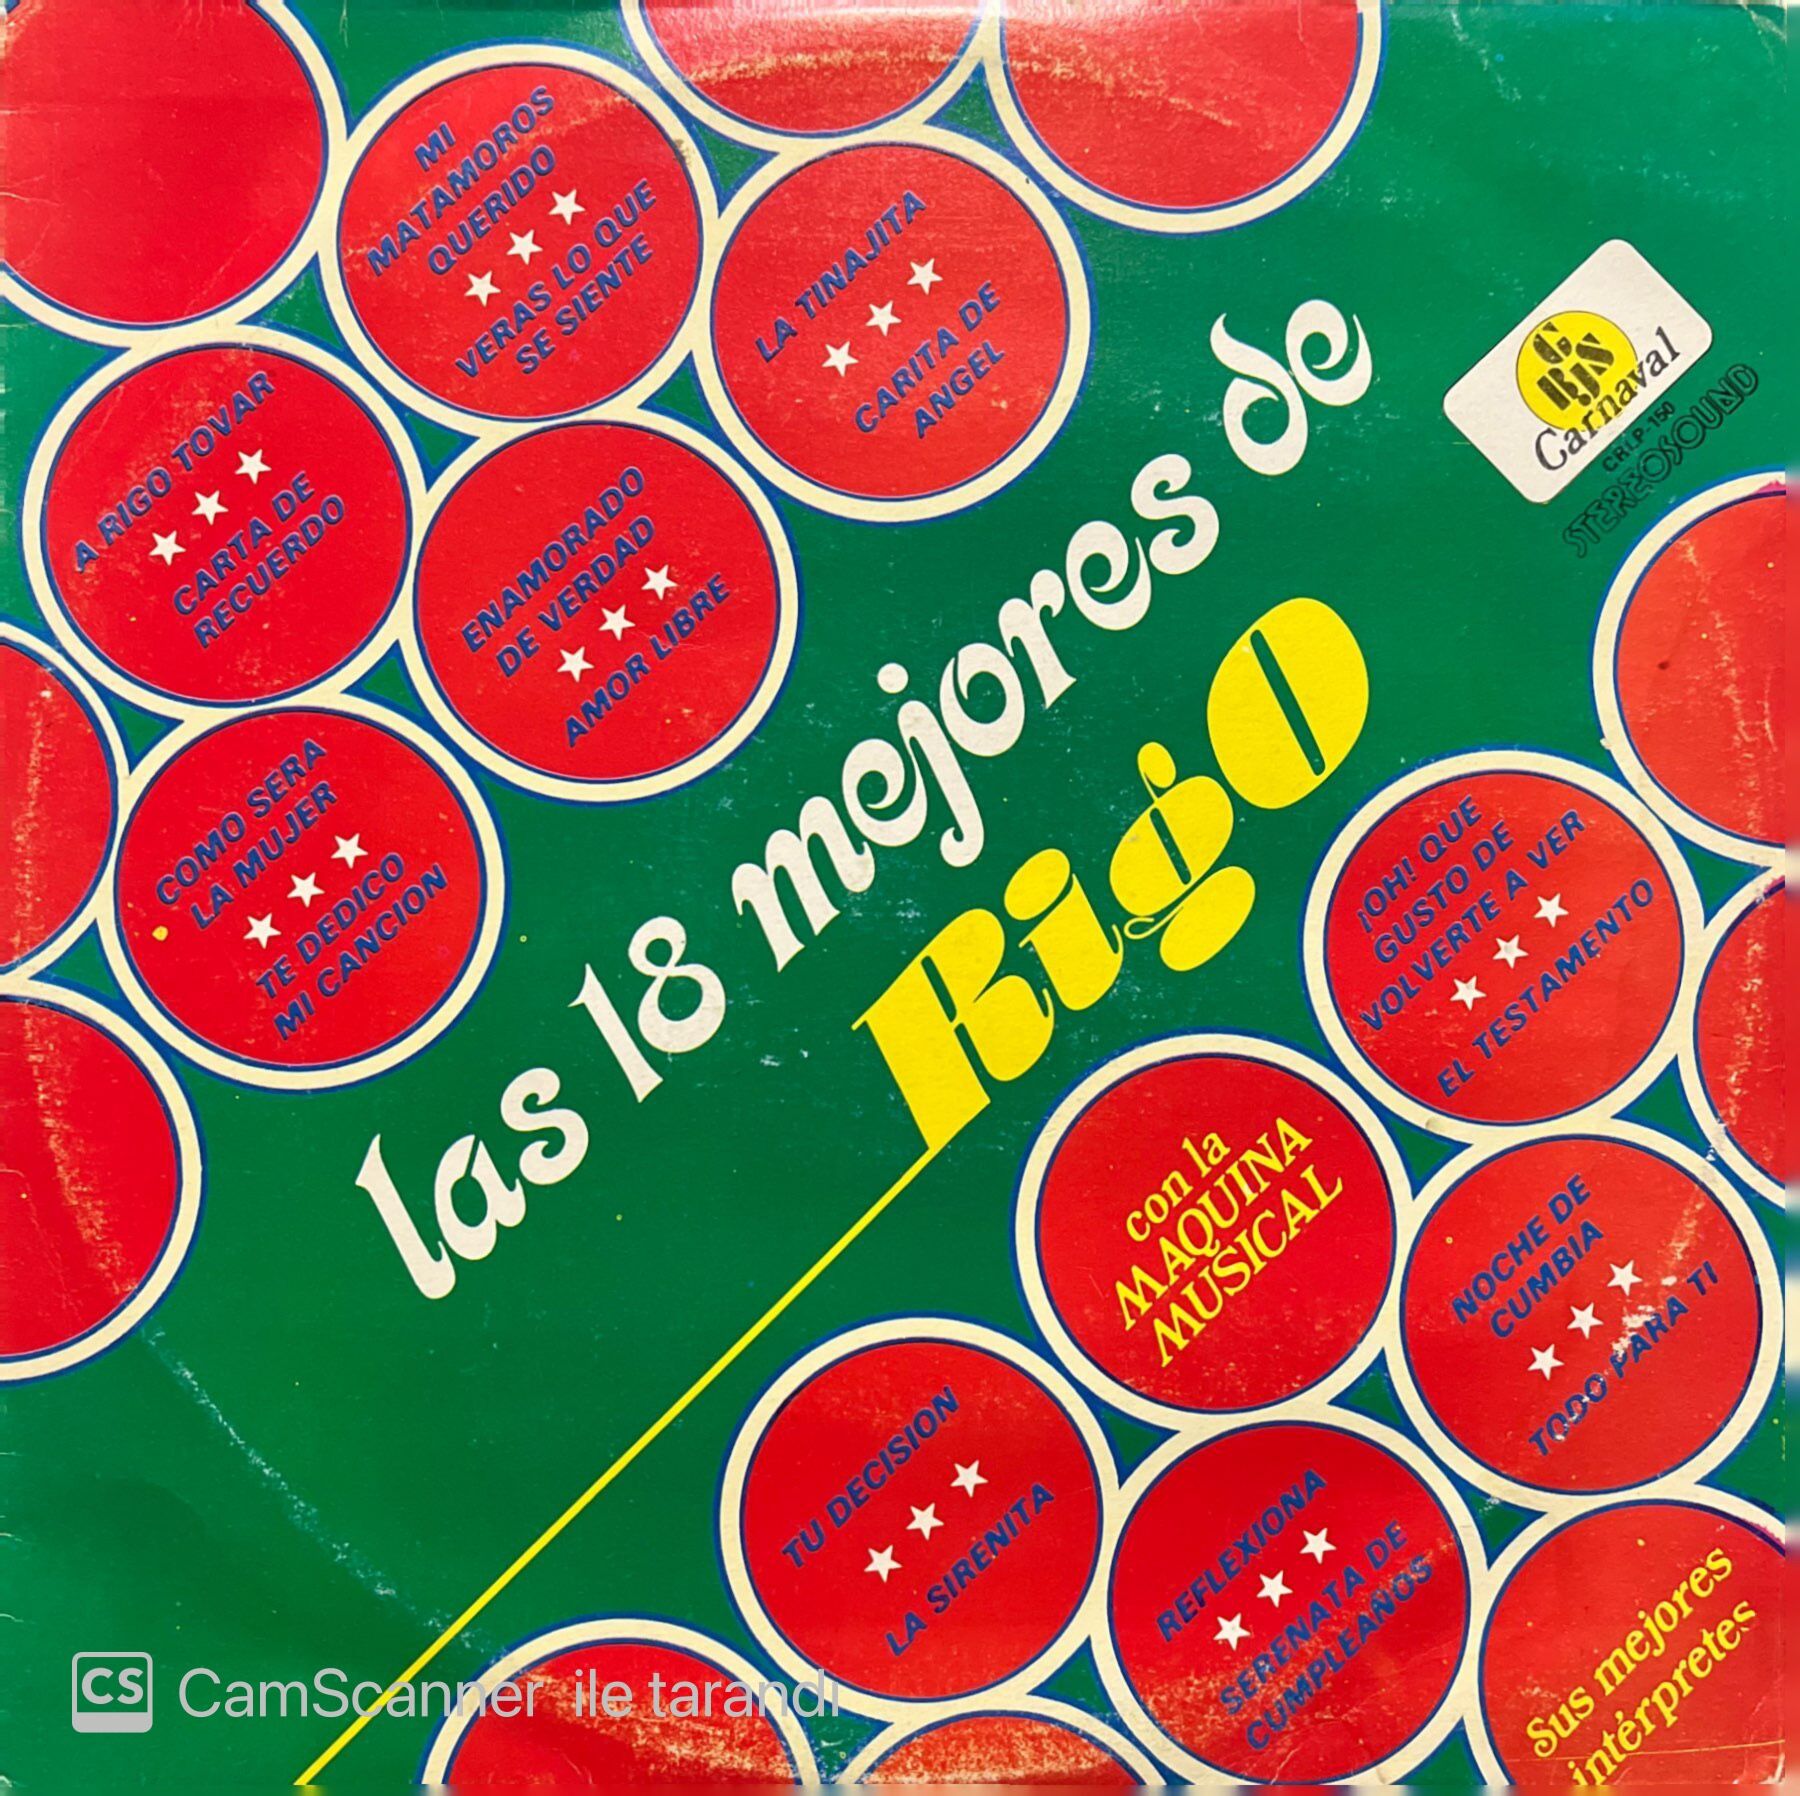 MI
MATAMOROS
QUERIDO
VERAS LO QUE
SE SIENTE
LA TINAJITA
CARITA DE
ANGEL
A RIGO TOVAR
CARTA DE
RECUERDO
ENAMORADO
DE VERDAD
AMOR LIBRE
COMO SERA
LA MUJER
TE DEDICO
MI CANCION
las 18 mejores de
Rigo
Carnaval
CRLP-150
STEREOSOUND
¡OH! QUE
GUSTO DE
VOLVERTE A VER
EL TESTAMENTO
con la
MAQUINA
MUSICAL
NOCHE DE
CUMBIA
TODO PARA TI
TU DECISION
LA SIRENITA
REFLEXIONA
SERENATA DE
CUMPLEAÑOS
Sus mejores
intérpretes
CS CamScanner ile tarandı